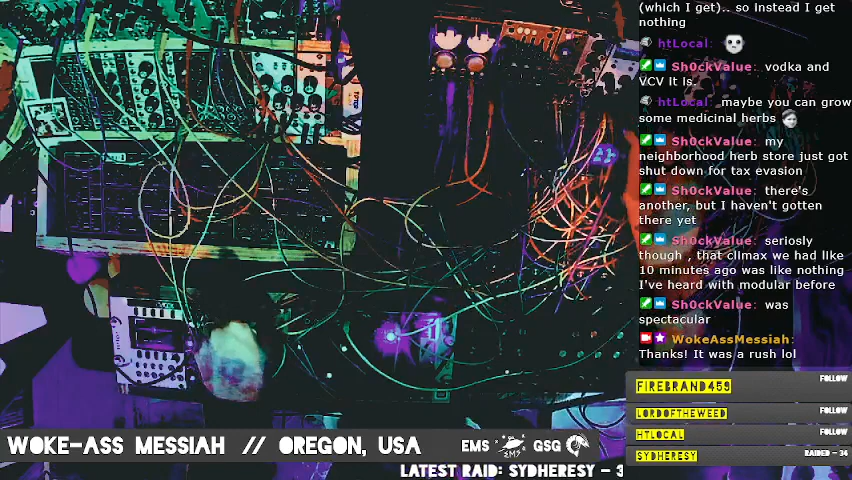 (which I get).. so instead I get
nothing
htLocal:
Sh0ckValue: vodka and
VCV it is.
htLocal: maybe you can grow
some medicinal herbs
Sh0ckValue: my
neighborhood herb store just got
shut down for tax evasion
Sh0ckValue: there's
another, but I haven't gotten
there yet
Sh0ckValue: seriosly
though , that climax we had like
10 minutes ago was like nothing
I've heard with modular before
Sh0ckValue: was
spectacular
WokeAssMessiah:
Thanks! It was a rush lol
FIREBRAND459 FOLLOW
LORDOFTHEWEED FOLLOW
HTLOCAL FOLLOW
SYDHERESY RAIDED - 34
WOKE-ASS MESSIAH // OREGON, USA EMS EMS GSG
LATEST RAID: SYDHERESY - 3